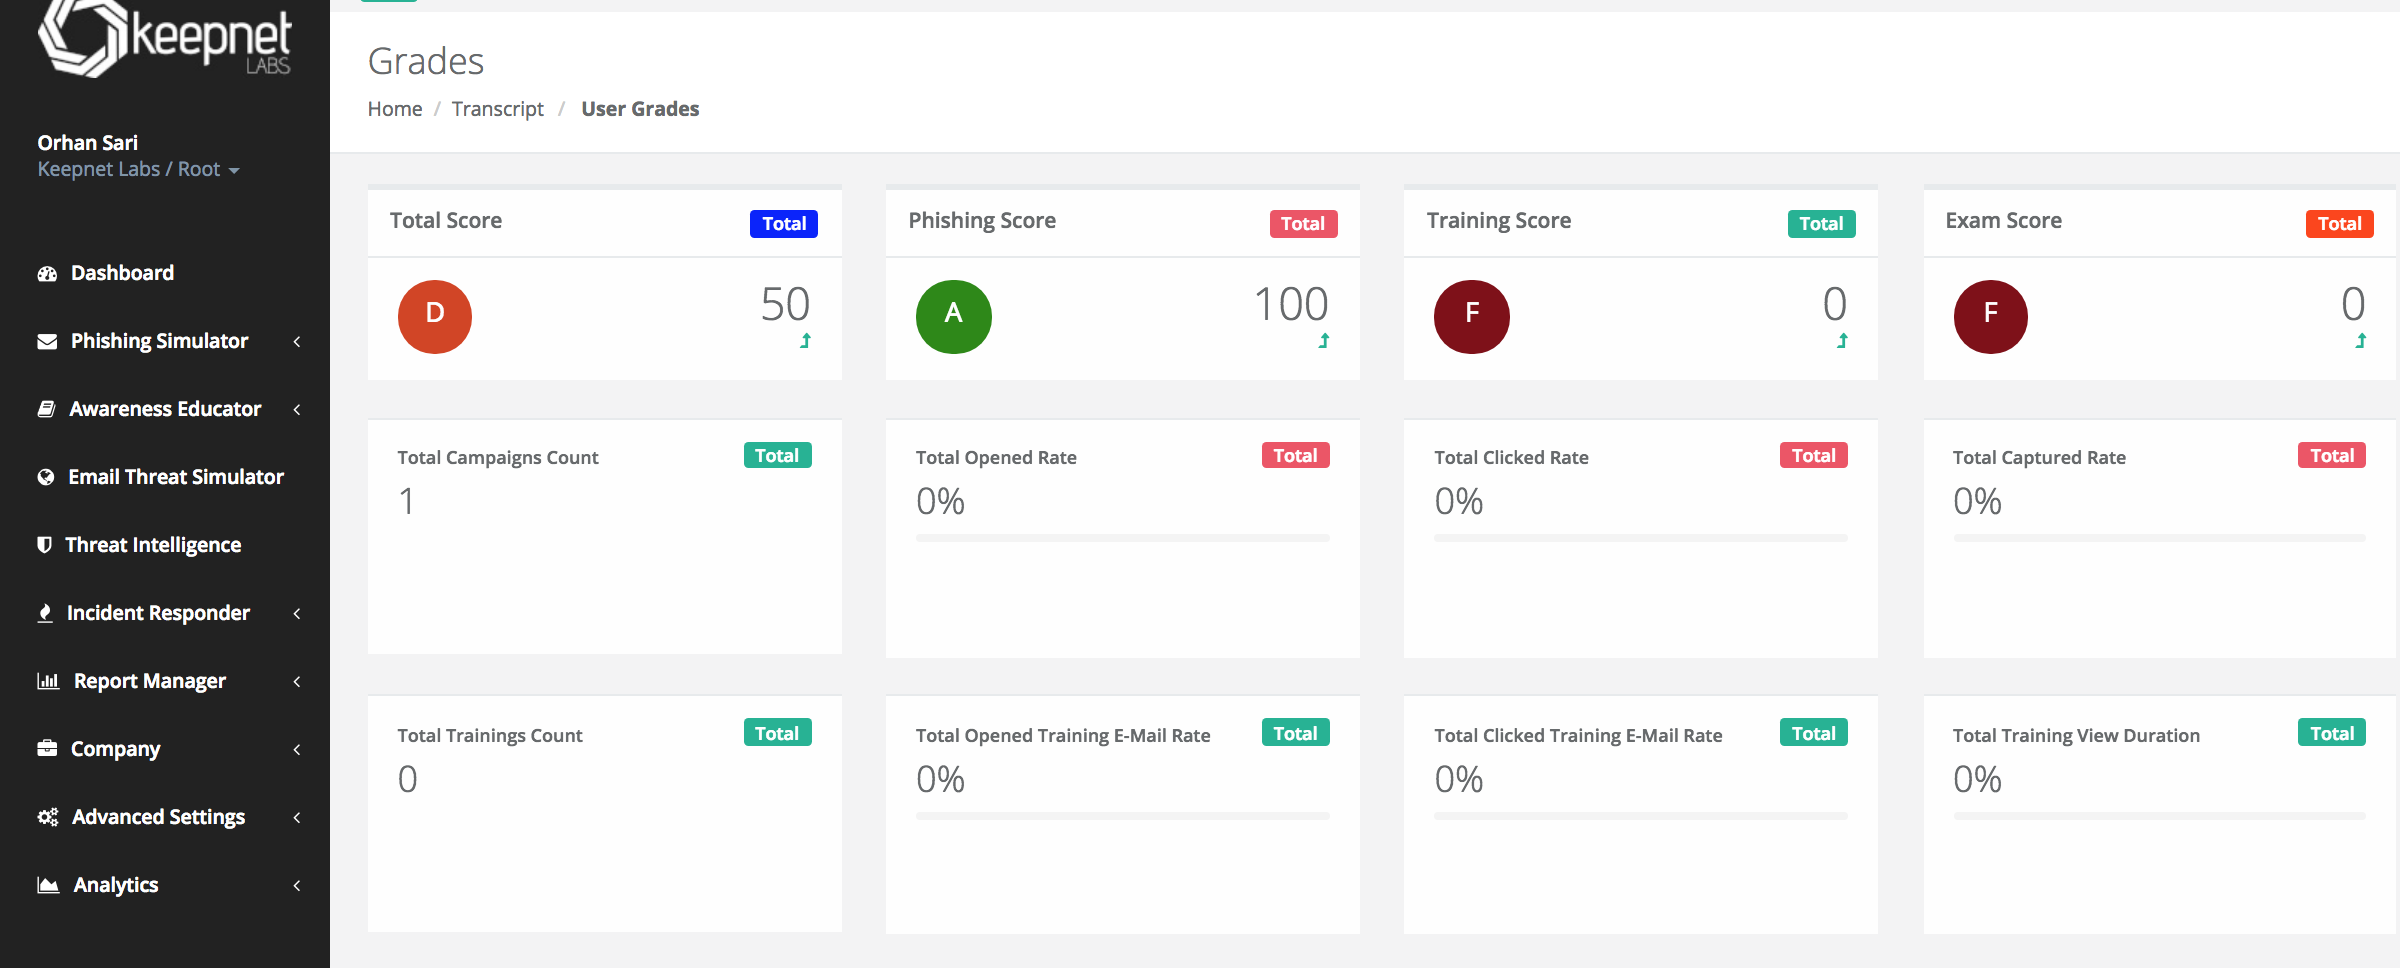 keepnet
LABS
Orhan Sari
Keepnet Labs / Root
Dashboard
Phishing Simulator
Awareness Educator
Email Threat Simulator
Threat Intelligence
Incident Responder
Report Manager
Company
Advanced Settings
Analytics
Grades
Home / Transcript / User Grades
Total Score Total
D 50
Phishing Score Total
A 100
Training Score Total
F 0
Exam Score Total
F 0
Total Campaigns Count Total
1
Total Opened Rate Total
0%
Total Clicked Rate Total
0%
Total Captured Rate Total
0%
Total Trainings Count Total
0
Total Opened Training E-Mail Rate Total
0%
Total Clicked Training E-Mail Rate Total
0%
Total Training View Duration Total
0%